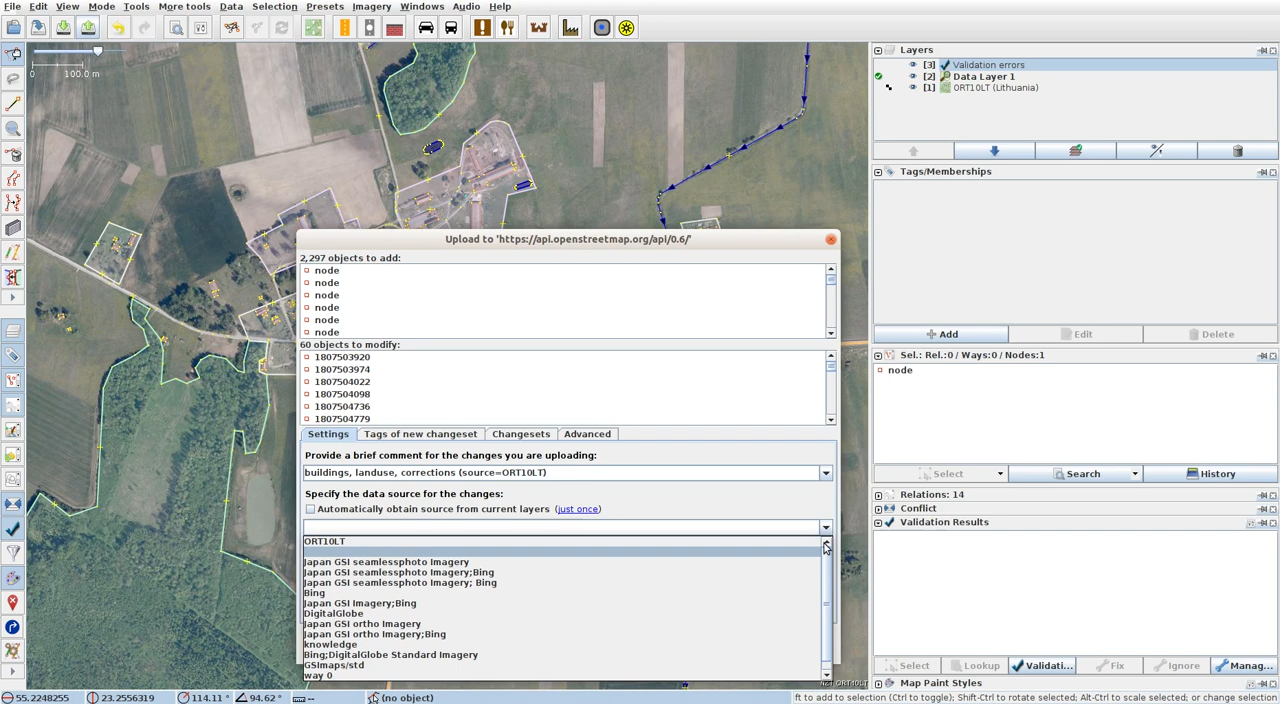 File Edit View Mode Tools More tools Data Selection Presets Imagery Windows Audio Help
0 100.0 m
Layers
[3] Validation errors
[2] Data Layer 1
[1] ORT10LT (Lithuania)
Tags/Memberships
Add Edit Delete
Sel.: Rel.:0 / Ways:0 / Nodes:1
node
Select Search History
Relations: 14
Conflict
Validation Results
Select Lookup Validati... Fix Ignore Manag...
Map Paint Styles
Upload to 'https://api.openstreetmap.org/api/0.6/'
2,297 objects to add:
node
node
node
node
node
node
60 objects to modify:
1807503920
1807503974
1807504022
1807504098
1807504736
1807504779
Settings Tags of new changeset Changesets Advanced
Provide a brief comment for the changes you are uploading:
buildings, landuse, corrections (source=ORT10LT)
Specify the data source for the changes:
Automatically obtain source from current layers (just once)
ORT10LT
Japan GSI seamlessphoto Imagery
Japan GSI seamlessphoto Imagery;Bing
Japan GSI seamlessphoto Imagery; Bing
Bing
Japan GSI Imagery;Bing
DigitalGlobe
Japan GSI ortho Imagery
Japan GSI ortho Imagery;Bing
knowledge
Bing;DigitalGlobe Standard Imagery
GSImaps/std
way 0
ORT10LT
55.2248255 23.2556319 114.11 ° 94.62 ° -- (no object) ft to add to selection (Ctrl to toggle); Shift-Ctrl to rotate selected; Alt-Ctrl to scale selected; or change selection